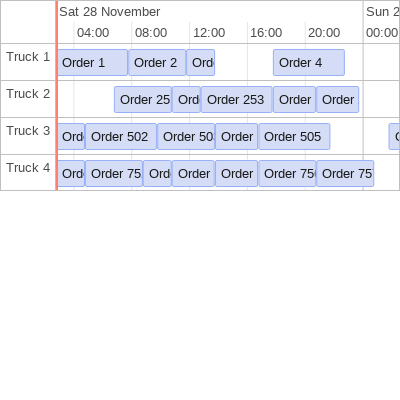 Sat 28 November Sun 2
04:00 08:00 12:00 16:00 20:00 00:00
Truck 1 Order 1 Order 2 Ord Order 4
Truck 2 Order 25 Ord Order 253 Order Order
Truck 3 Ord Order 502 Order 50 Order Order 505
Truck 4 Ord Order 75 Ord Order Order Order 75 Order 75